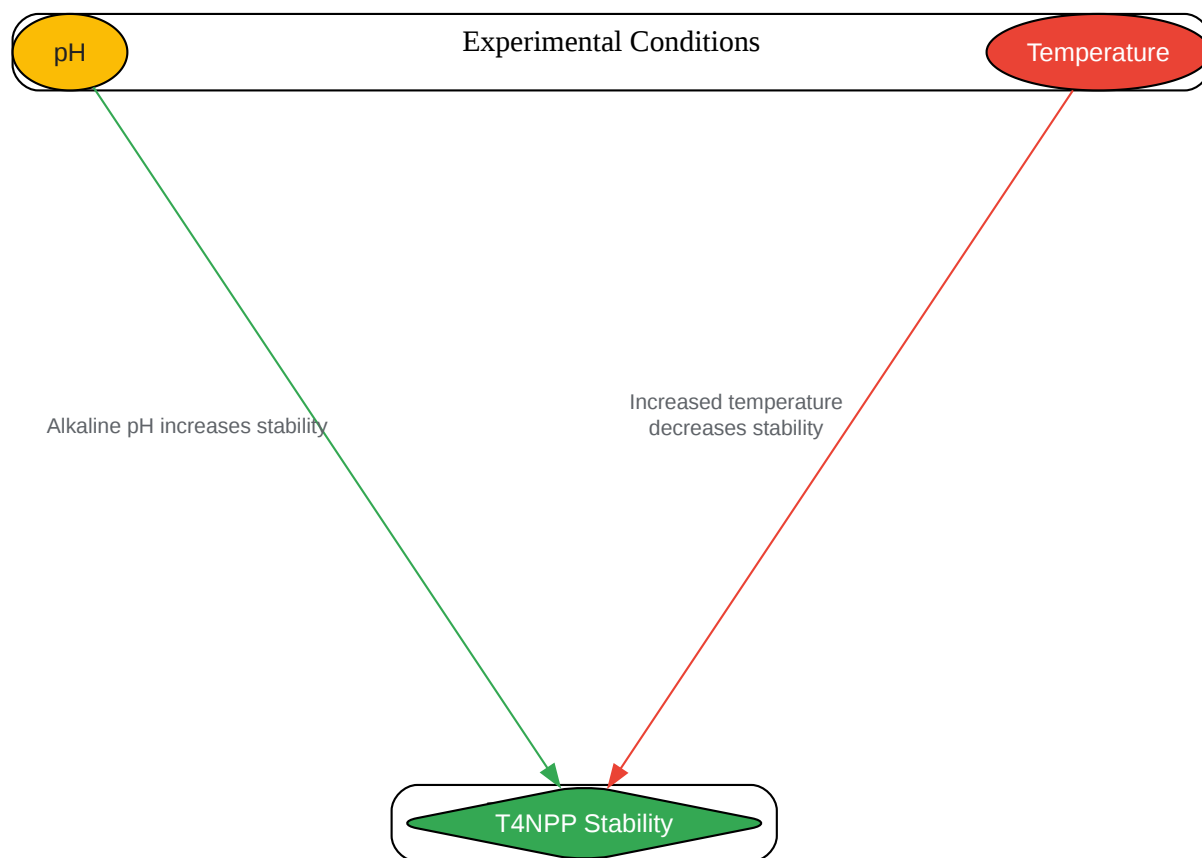 Experimental Conditions
pH
Temperature
Alkaline pH increases stability
Increased temperature
decreases stability
T4NPP Stability